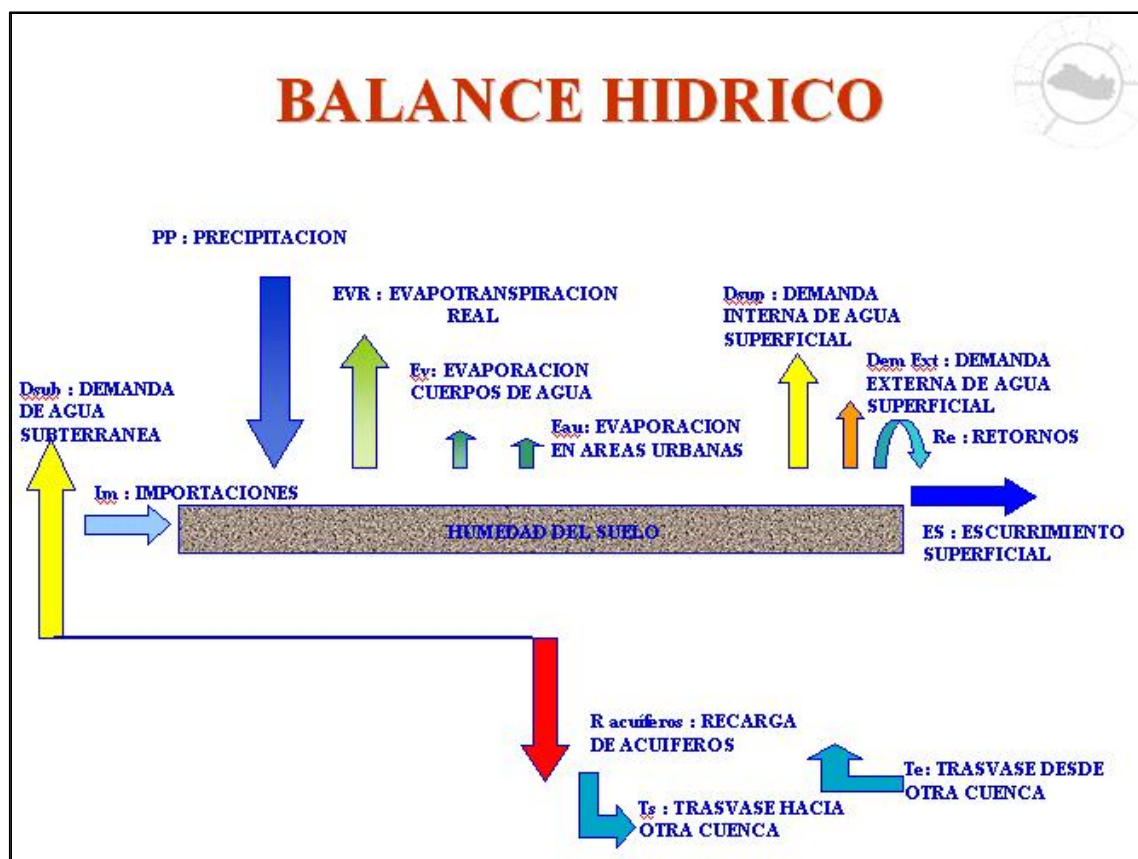 BALANCE HIDRICO
PP : PRECIPITACION
EVR : EVAPOTRANSPIRACION
REAL
Dsup : DEMANDA
INTERNA DE AGUA
SUPERFICIAL
Ev: EVAPORACION
CUERPOS DE AGUA
Dem Ext : DEMANDA
EXTERNA DE AGUA
SUPERFICIAL
Dsub : DEMANDA
DE AGUA
SUBTERRANEA
Eau: EVAPORACION
EN AREAS URBANAS
Re : RETORNOS
Im : IMPORTACIONES
HUMEDAD DEL SUELO
ES : ESCURRIMIENTO
SUPERFICIAL
R acuíferos : RECARGA
DE ACUIFEROS
Te: TRASVASE DESDE
OTRA CUENCA
Ts : TRASVASE HACIA
OTRA CUENCA